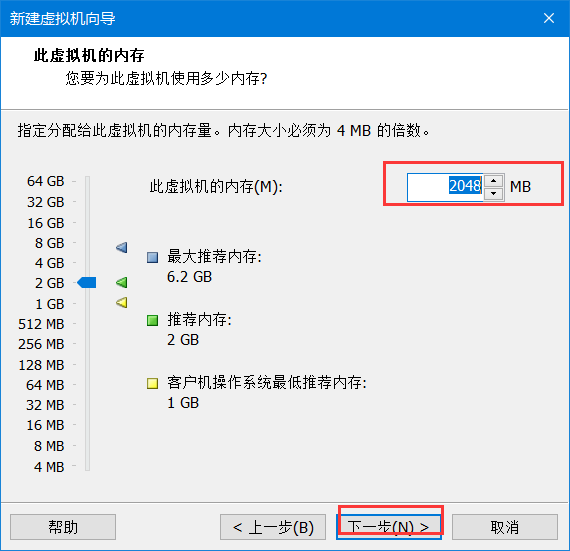 新建虚拟机向导
此虚拟机的内存
您要为此虚拟机使用多少内存?
指定分配给此虚拟机的内存量。内存大小必须为 4 MB 的倍数。
此虚拟机的内存(M):
2048 MB
64 GB
32 GB
16 GB
8 GB
4 GB
2 GB
1 GB
512 MB
256 MB
128 MB
64 MB
32 MB
16 MB
8 MB
4 MB
最大推荐内存:
6.2 GB
推荐内存:
2 GB
客户机操作系统最低推荐内存:
1 GB
帮助
< 上一步(B)
下一步(N) >
取消